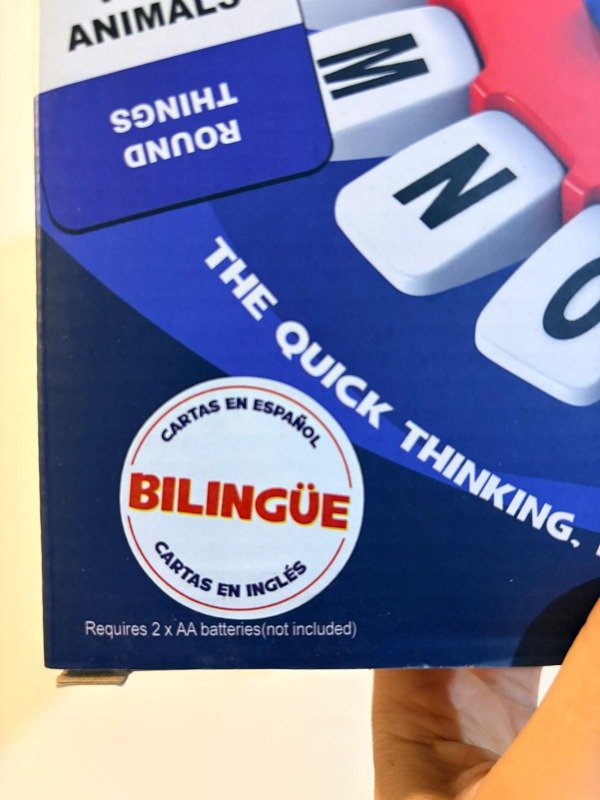 ANIMALS
ROUND
THINGS
M
N
O
THE QUICK THINKING,
CARTAS EN ESPAÑOL
BILINGÜE
CARTAS EN INGLÉS
Requires 2 x AA batteries(not included)